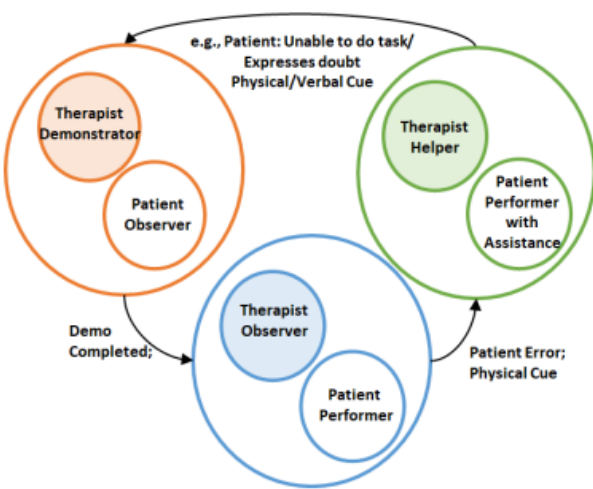 e.g., Patient: Unable to do task/
Expresses doubt
Physical/Verbal Cue
Therapist
Demonstrator
Patient
Observer
Therapist
Helper
Patient
Performer
with
Assistance
Demo
Completed;
Therapist
Observer
Patient
Performer
Patient Error;
Physical Cue